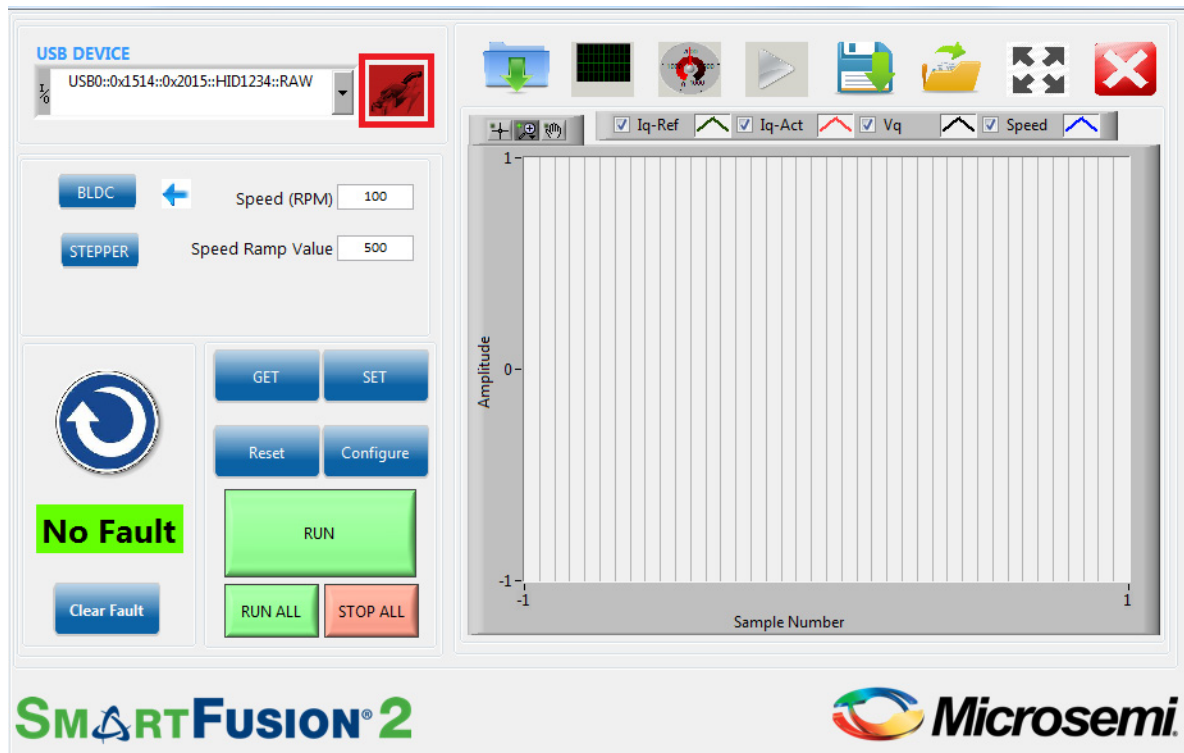 USB DEVICE
I/O
USB0::0x1514::0x2015::HID1234::RAW
BLDC
Speed (RPM)
100
STEPPER
Speed Ramp Value
500
GET
SET
Reset
Configure
No Fault
RUN
Clear Fault
RUN ALL
STOP ALL
Iq-Ref
Iq-Act
Vq
Speed
1
Amplitude
0
-1
-1
1
Sample Number
SMARTFUSION® 2
Microsemi.